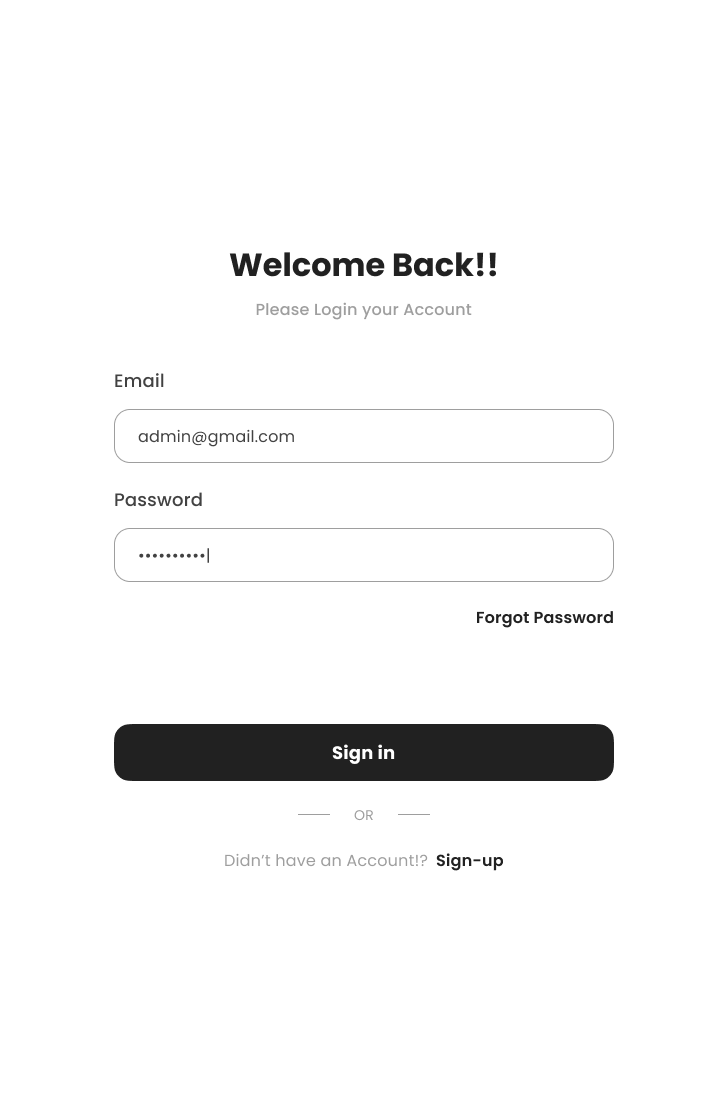 Welcome Back!!
Please Login your Account
Email
admin@gmail.com
Password
••••••••••
Forgot Password
Sign in
OR
Didn’t have an Account!? Sign-up